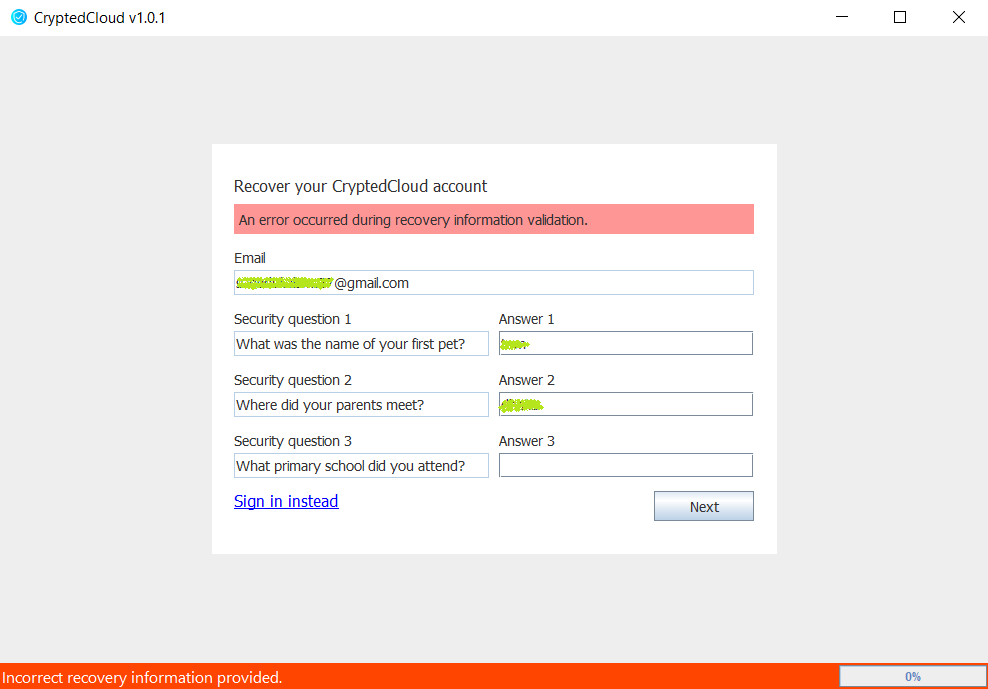 CryptedCloud v1.0.1
Recover your CryptedCloud account
An error occurred during recovery information validation.
Email
@gmail.com
Security question 1 Answer 1
What was the name of your first pet?
Security question 2 Answer 2
Where did your parents meet?
Security question 3 Answer 3
What primary school did you attend?
Sign in instead Next
Incorrect recovery information provided. 0%